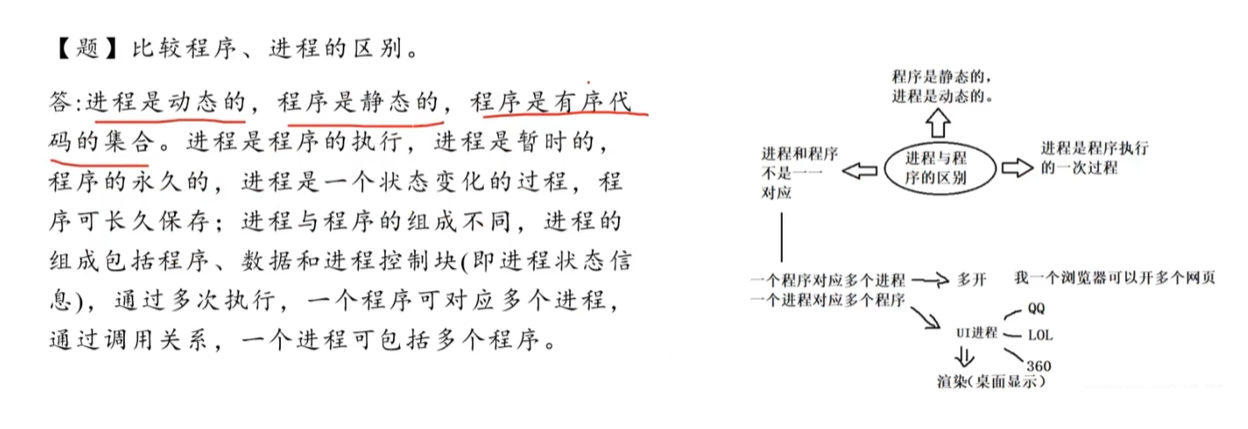 【题】比较程序、进程的区别。
答:进程是动态的，程序是静态的，程序是有序代
码的集合。进程是程序的执行，进程是暂时的，
程序的永久的，进程是一个状态变化的过程，程
序可长久保存；进程与程序的组成不同，进程的
组成包括程序、数据和进程控制块(即进程状态信
息)，通过多次执行，一个程序可对应多个进程，
通过调用关系，一个进程可包括多个程序。
程序是静态的，
进程是动态的。
进程和程序
不是一一
对应
进程与程
序的区别
进程是程序执行
的一次过程
一个程序对应多个进程
一个进程对应多个程序
多开
我一个浏览器可以开多个网页
UI进程
QQ
LOL
360
渲染(桌面显示)